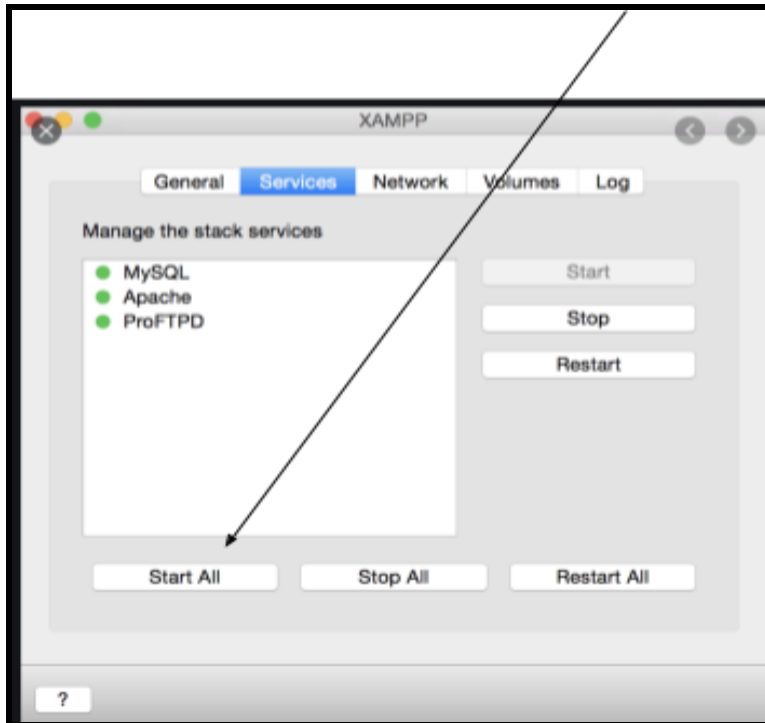 XAMPP
General Services Network Volumes Log
Manage the stack services
MySQL
Apache
ProFTPD
Start
Stop
Restart
Start All Stop All Restart All
?